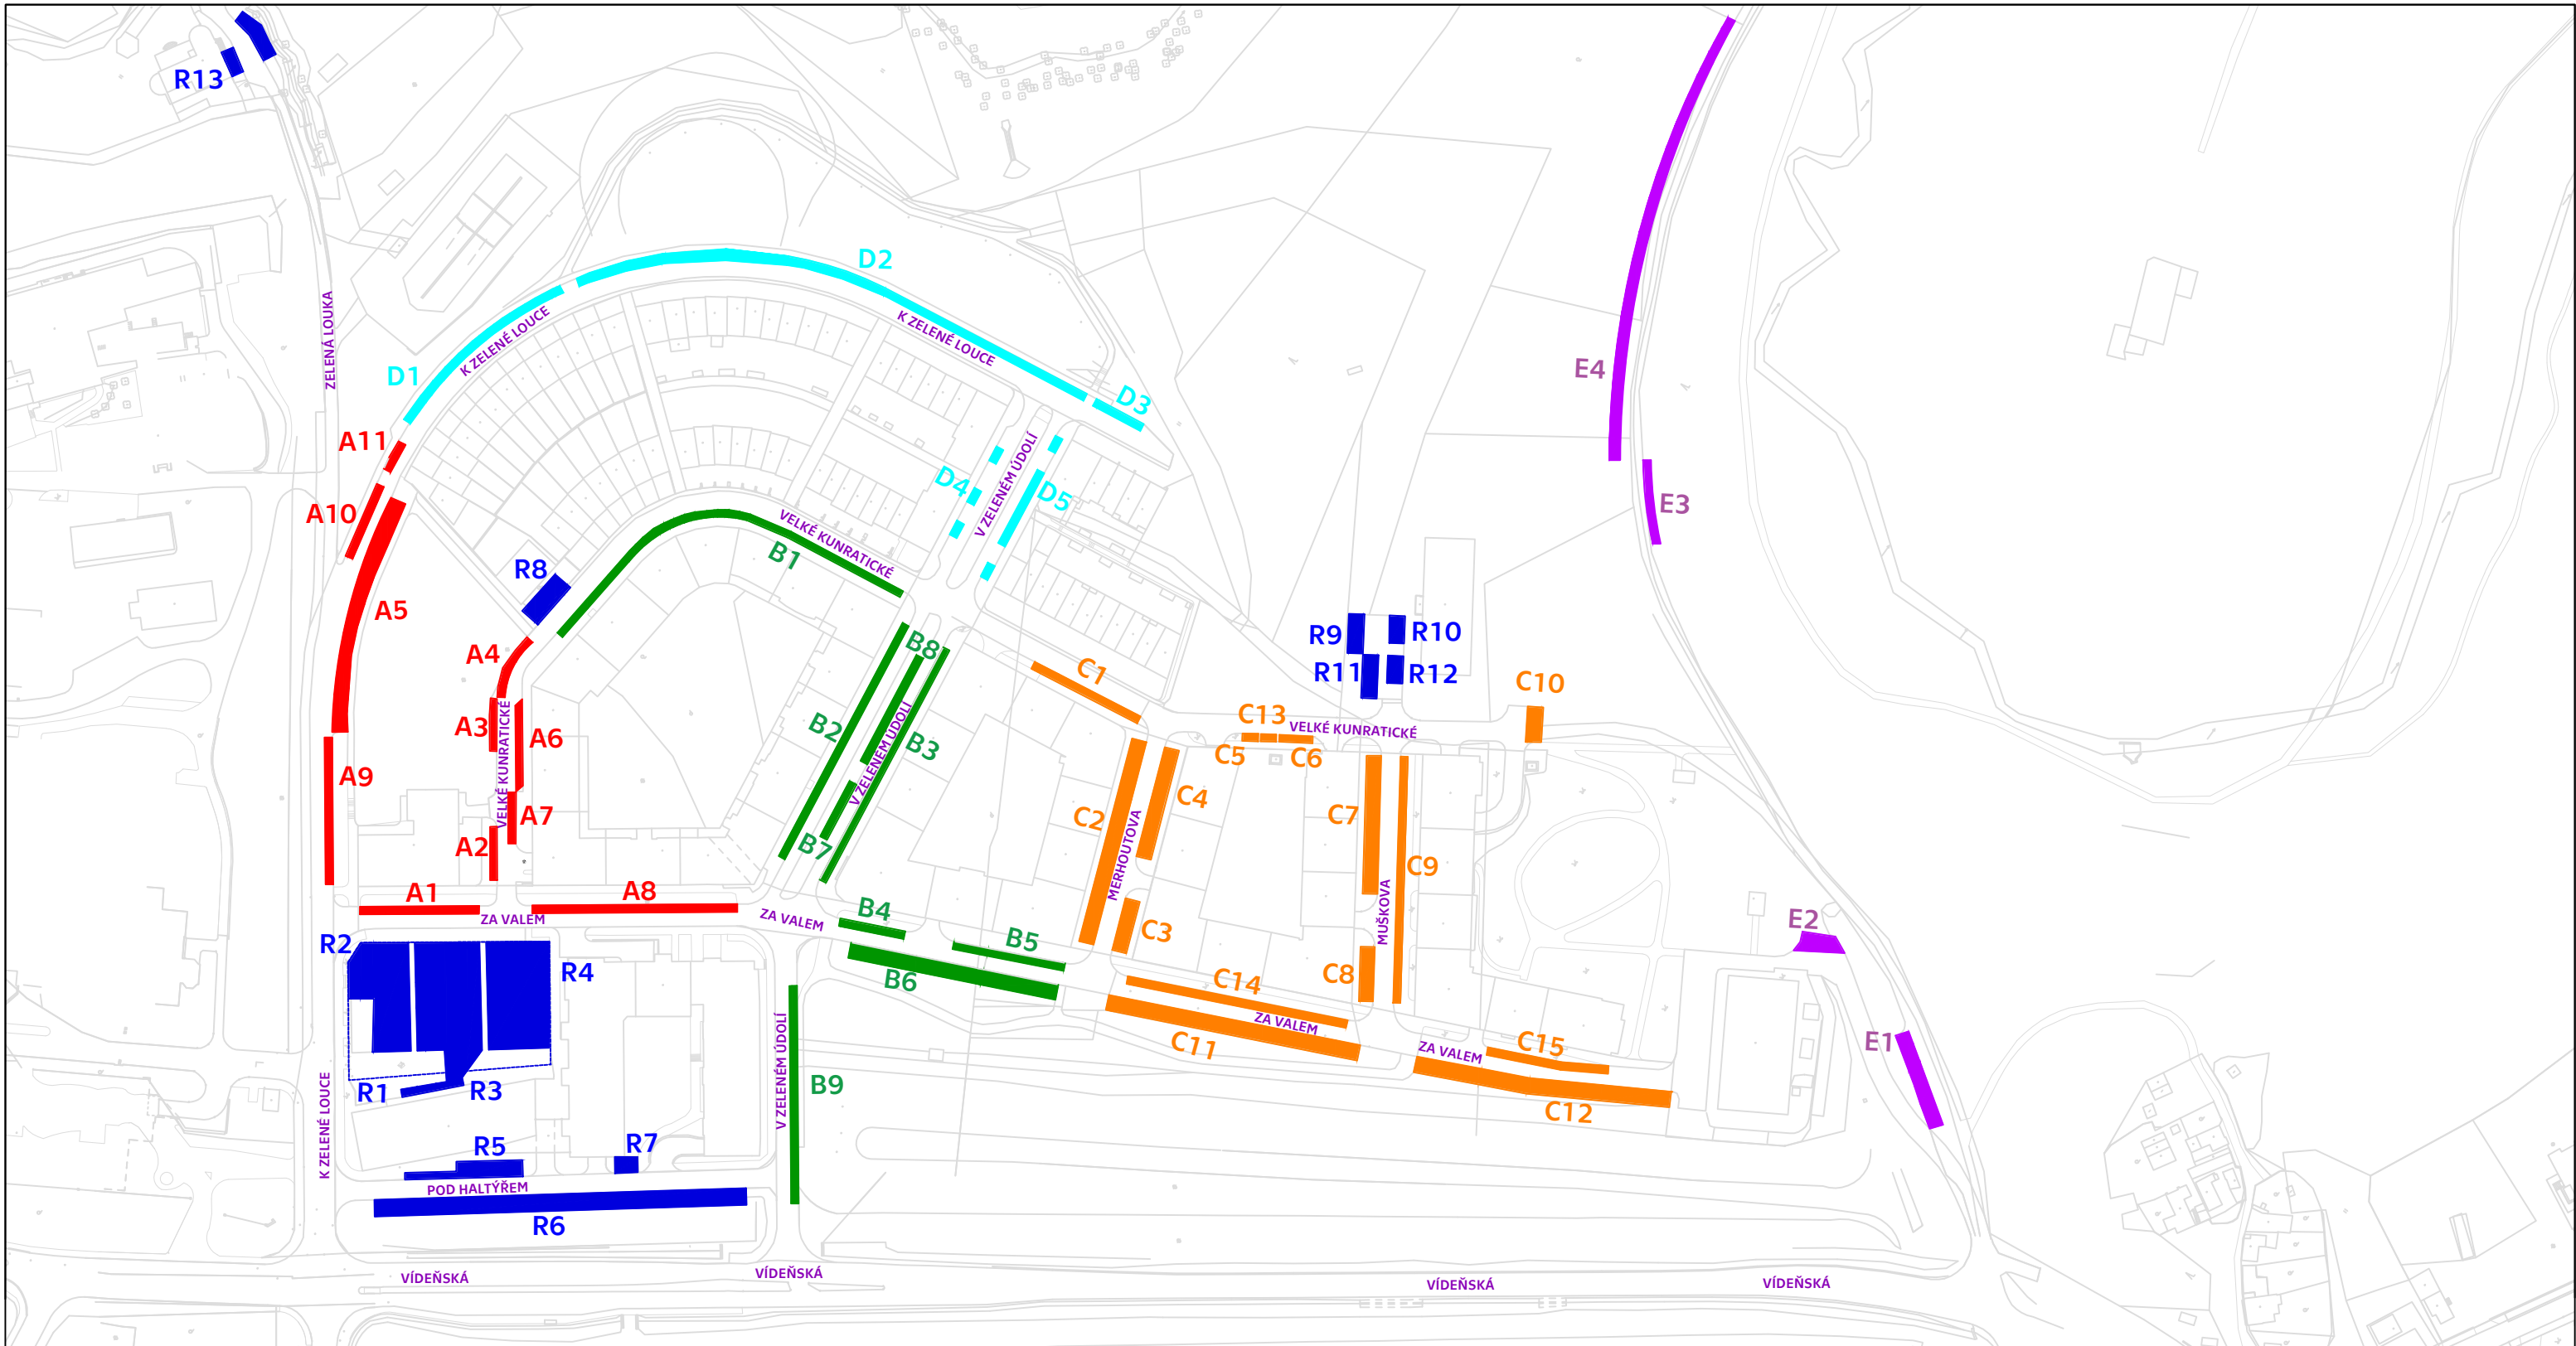 R13
ZELENÁ LOUKA
D2
K ZELENÉ LOUCE
K ZELENÉ LOUCE
D1
D3
E4
A11
A10
D4
V ZELENÉM ÚDOLÍ
D5
E3
VELKÉ KUNRATICKÉ
B1
R8
A5
A4
B8
R9
R10
R11
R12
C1
C10
A3
VELKÉ KUNRATICKÉ
A6
B2
V ZELENÉM ÚDOLÍ
B3
C13
VELKÉ KUNRATICKÉ
C5
C6
A9
A7
A2
B7
C2
MERHOUTOVA
C4
C7
C9
MUŠKOVA
A1
A8
ZA VALEM
ZA VALEM
B4
B5
B6
C3
C8
C14
ZA VALEM
C11
E2
R2
R4
R1
R3
K ZELENÉ LOUCE
V ZELENÉM ÚDOLÍ
B9
ZA VALEM
C15
C12
E1
R5
R7
POD HALTÝŘEM
R6
VÍDEŇSKÁ
VÍDEŇSKÁ
VÍDEŇSKÁ
VÍDEŇSKÁ